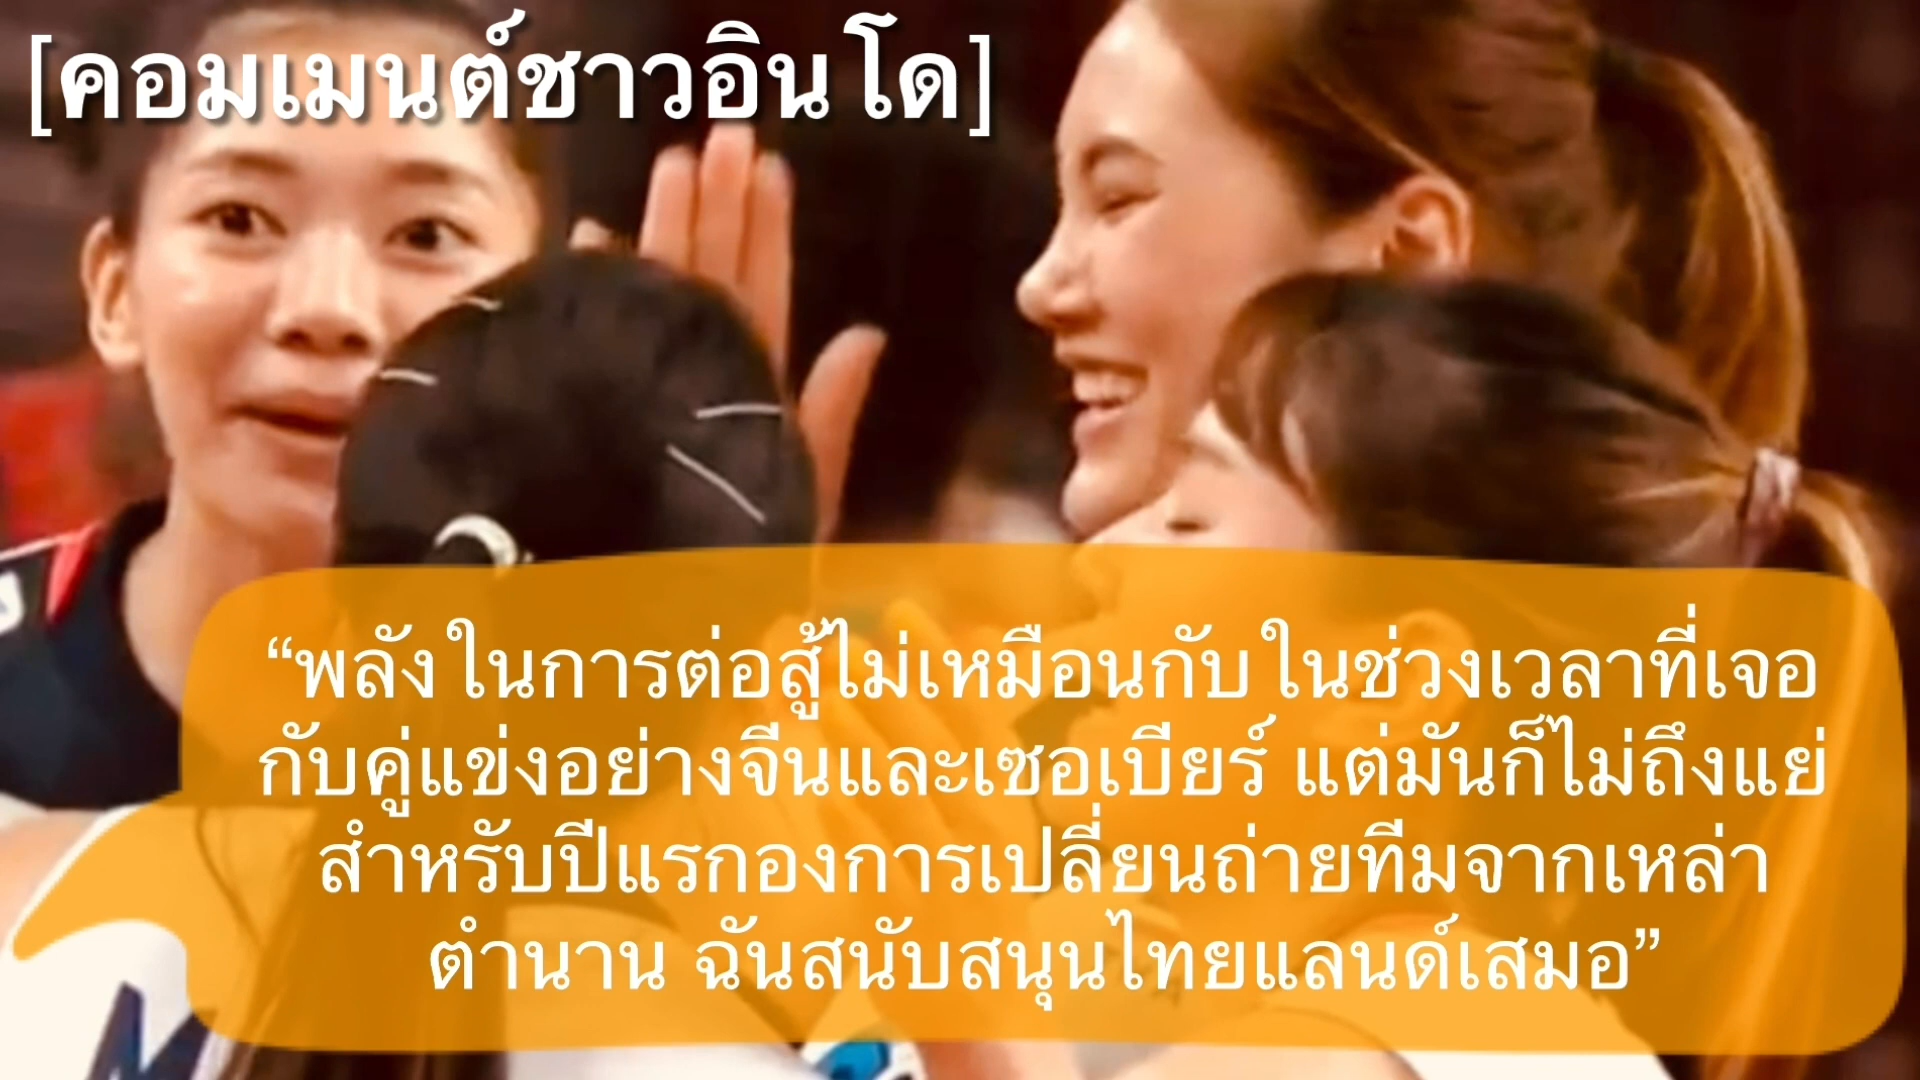 [คอมเมนต์ชาวอินโด]
“พลังในการต่อสู้ไม่เหมือนกับในช่วงเวลาที่เจอ
กับคู่แข่งอย่างจีนและเซอเบียร์ แต่มันก็ไม่ถึงแย่
สำหรับปีแรกองการเปลี่ยนถ่ายทีมจากเหล่า
ตำนาน ฉันสนับสนุนไทยแลนด์เสมอ”